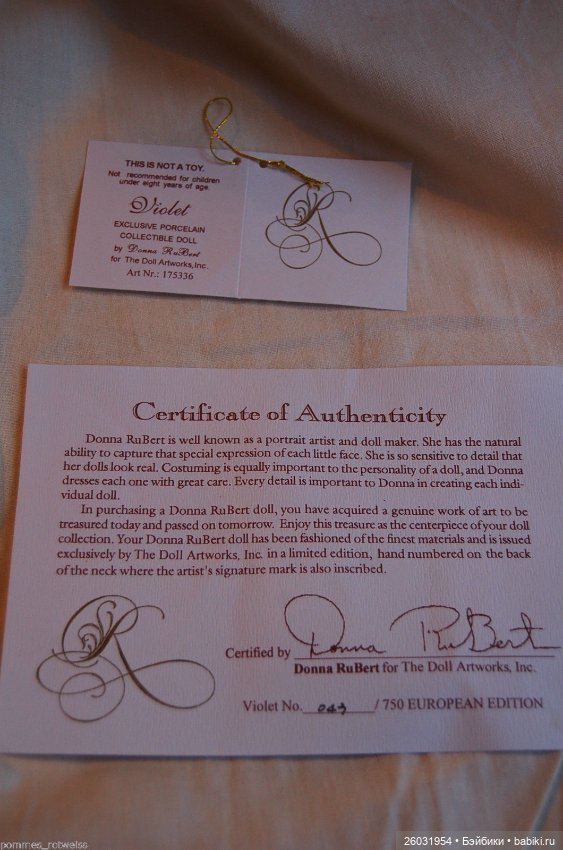 THIS IS NOT A TOY.
Not recommended for children
under eight years of age.
Violet
EXCLUSIVE PORCELAIN
COLLECTIBLE DOLL
by Donna RuBert
for The Doll Artworks, Inc.
Art Nr.: 175336
R
Certificate of Authenticity
Donna RuBert is well known as a portrait artist and doll maker. She has the natural
ability to capture that special expression of each little face. She is so sensitive to detail that
her dolls look real. Costuming is equally important to the personality of a doll, and Donna
dresses each one with great care. Every detail is important to Donna in creating each indi-
vidual doll.
In purchasing a Donna RuBert doll, you have acquired a genuine work of art to be
treasured today and passed on tomorrow. Enjoy this treasure as the centerpiece of your doll
collection. Your Donna RuBert doll has been fashioned of the finest materials and is issued
exclusively by The Doll Artworks, Inc. in a limited edition, hand numbered on the back
of the neck where the artist's signature mark is also inscribed.
R
Certified by Donna RuBert
Donna RuBert for The Doll Artworks, Inc.
Violet No. 043 / 750 EUROPEAN EDITION
pommes_rotweiss
26031954 • Бэйбики • babiki.ru